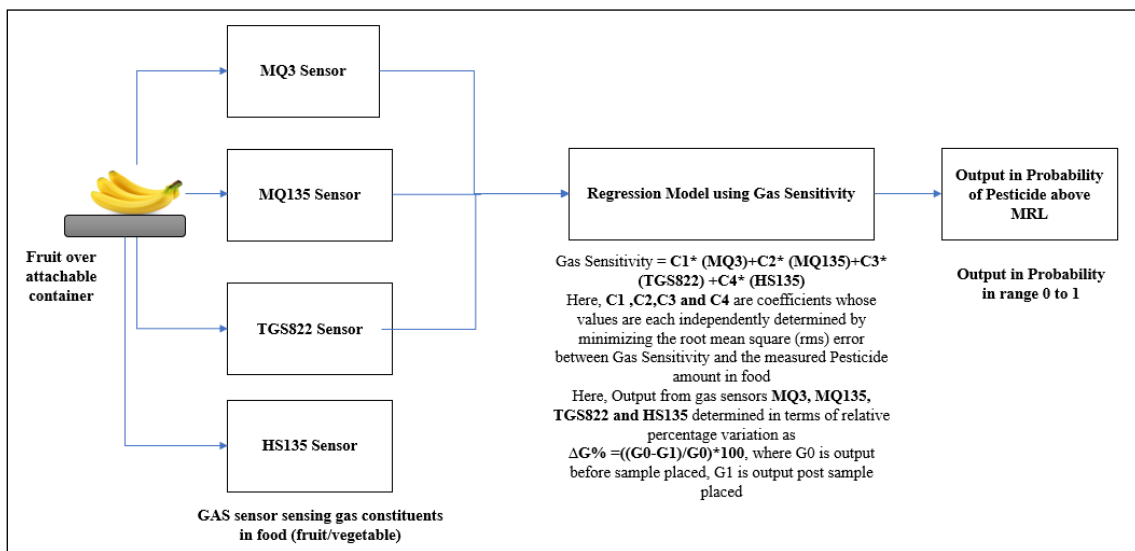 MQ3 Sensor
MQ135 Sensor
Fruit over
attachable
container
TGS822 Sensor
HS135 Sensor
GAS sensor sensing gas constituents
in food (fruit/vegetable)
Regression Model using Gas Sensitivity
Gas Sensitivity = C1* (MQ3)+C2* (MQ135)+C3*
(TGS822) +C4* (HS135)
Here, C1 ,C2,C3 and C4 are coefficients whose
values are each independently determined by
minimizing the root mean square (rms) error
between Gas Sensitivity and the measured Pesticide
amount in food
Here, Output from gas sensors MQ3, MQ135,
TGS822 and HS135 determined in terms of relative
percentage variation as
∆G% =((G0-G1)/G0)*100, where G0 is output
before sample placed, G1 is output post sample
placed
Output in Probability
of Pesticide above
MRL
Output in Probability
in range 0 to 1